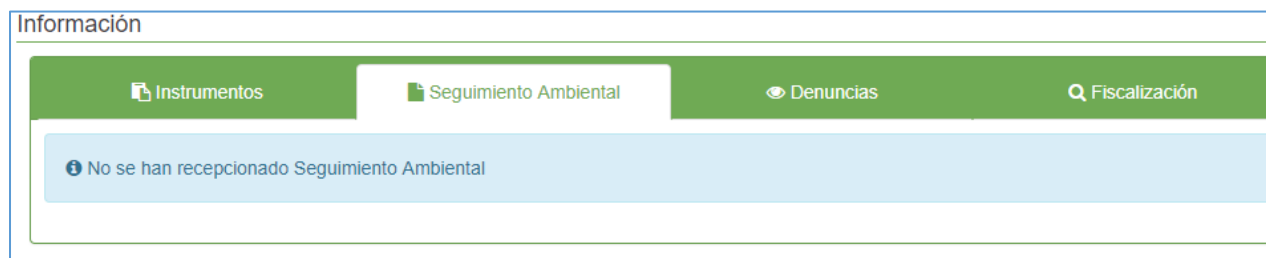 Información
Instrumentos Seguimiento Ambiental Denuncias Fiscalización
No se han recepcionado Seguimiento Ambiental